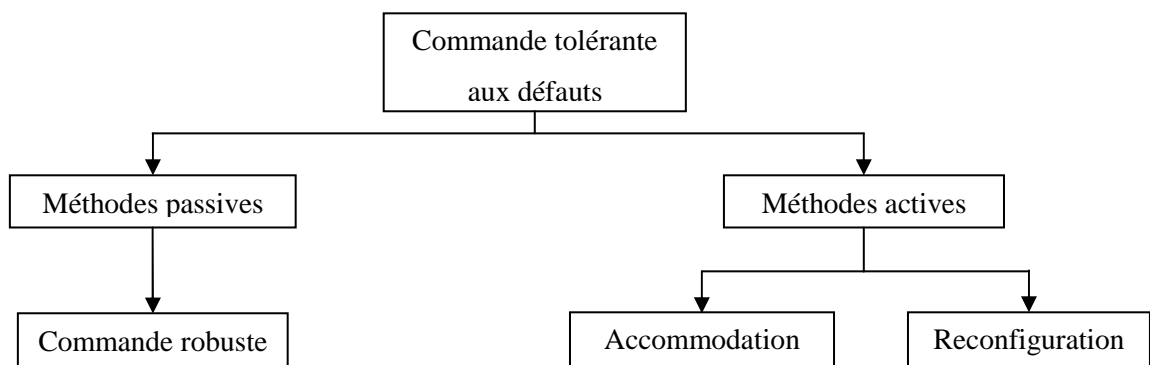 Commande tolérante
aux défauts
Méthodes passives
Méthodes actives
Commande robuste
Accommodation
Reconfiguration